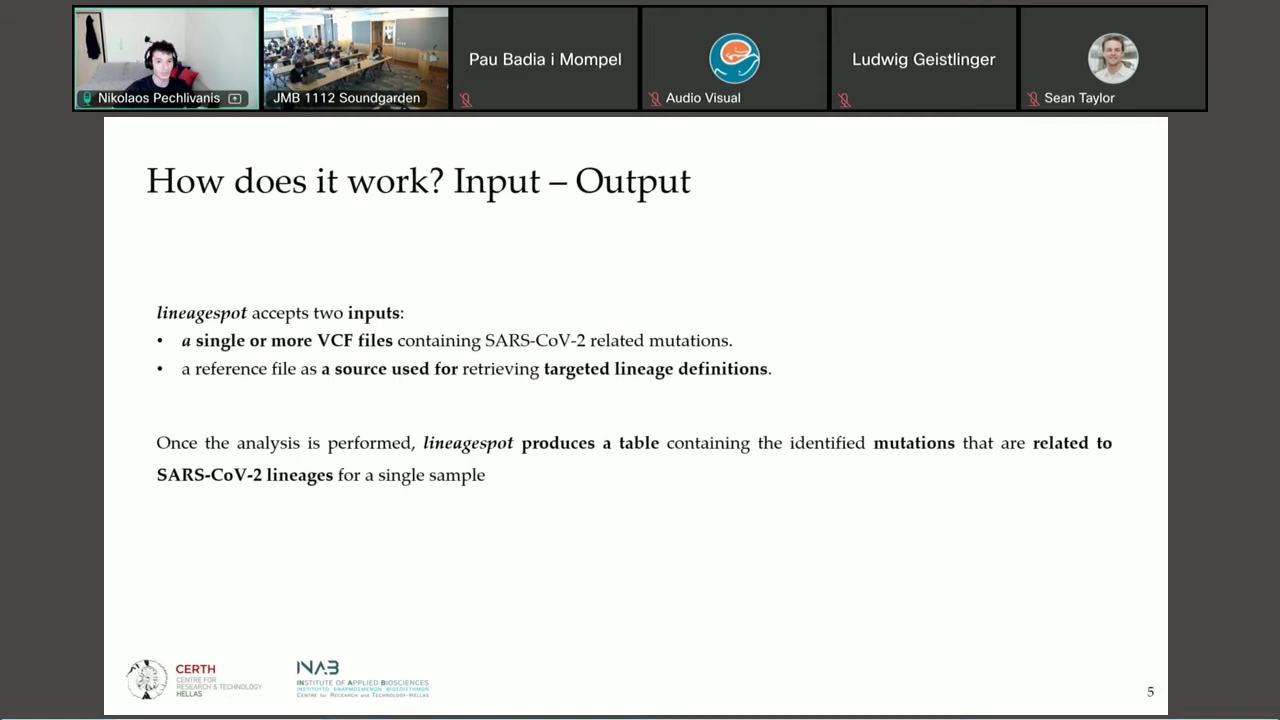 Nikolaos Pechlivanis
JMB 1112 Soundgarden
Pau Badia i Mompel
Audio Visual
Ludwig Geistlinger
Sean Taylor
How does it work? Input – Output
lineagespot accepts two inputs:
• a single or more VCF files containing SARS-CoV-2 related mutations.
• a reference file as a source used for retrieving targeted lineage definitions.
Once the analysis is performed, lineagespot produces a table containing the identified mutations that are related to
SARS-CoV-2 lineages for a single sample
CERTH
CENTRE FOR
RESEARCH & TECHNOLOGY
HELLAS
INAB
INSTITUTE OF APPLIED BIOSCIENCES
ΙΝΣΤΙΤΟΥΤΟ ΕΦΑΡΜΟΣΜΕΝΩΝ ΒΙΟΕΠΙΣΤΗΜΩΝ
CENTRE for RESEARCH and TECHNOLOGY-HELLAS
5